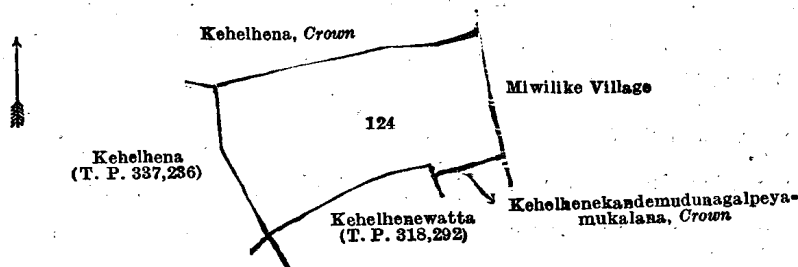 Kehelhena, Crown
Miwilike Village
124
Kehelhena
(T. P. 337,236)
Kehelhenewatta
(T. P. 318,292)
Kehelhenekandemudunagalpeya-
mukalana, Crown